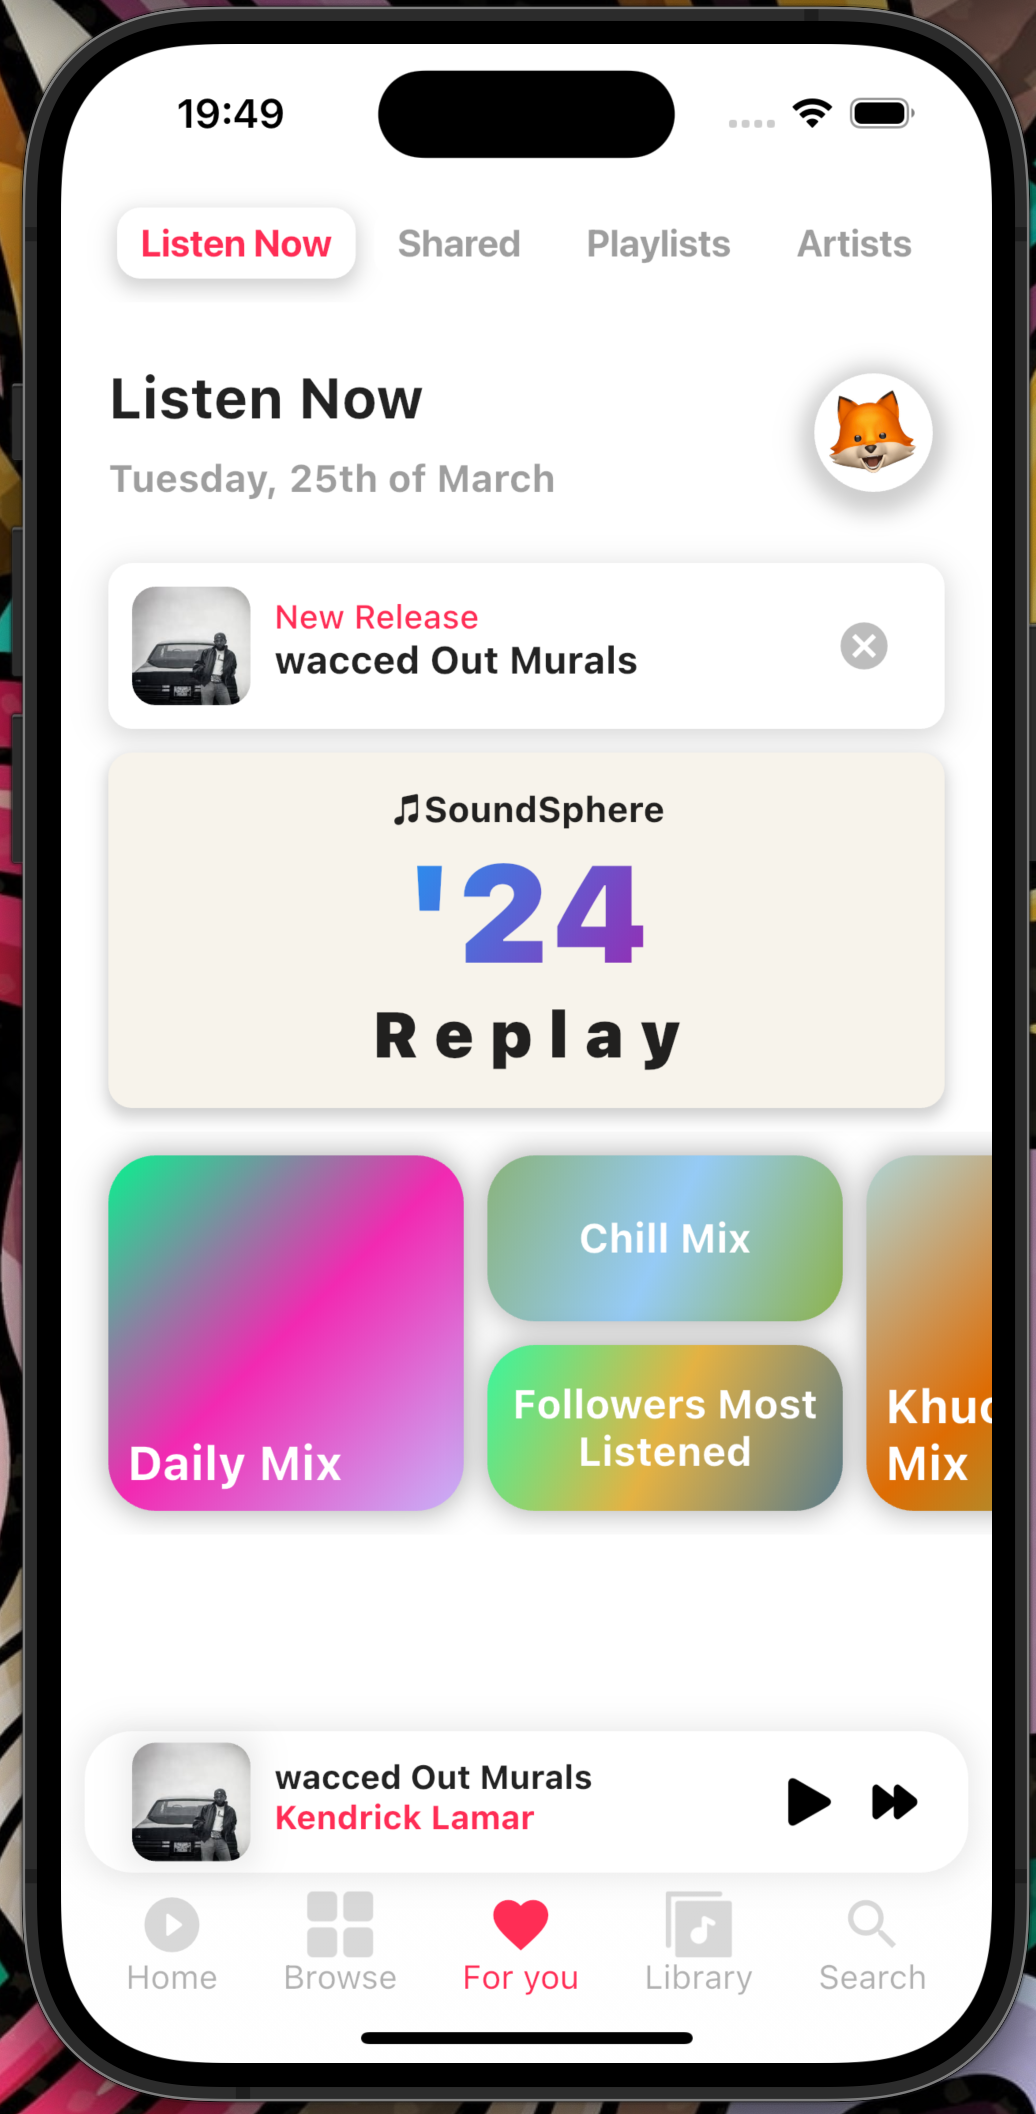 19:49
Listen Now
Shared
Playlists
Artists
Listen Now
Tuesday, 25th of March
New Release
wacced Out Murals
SoundSphere
'24
Replay
Daily Mix
Chill Mix
Followers Most
Listened
Mix
wacced Out Murals
Kendrick Lamar
Home
Browse
For you
Library
Search